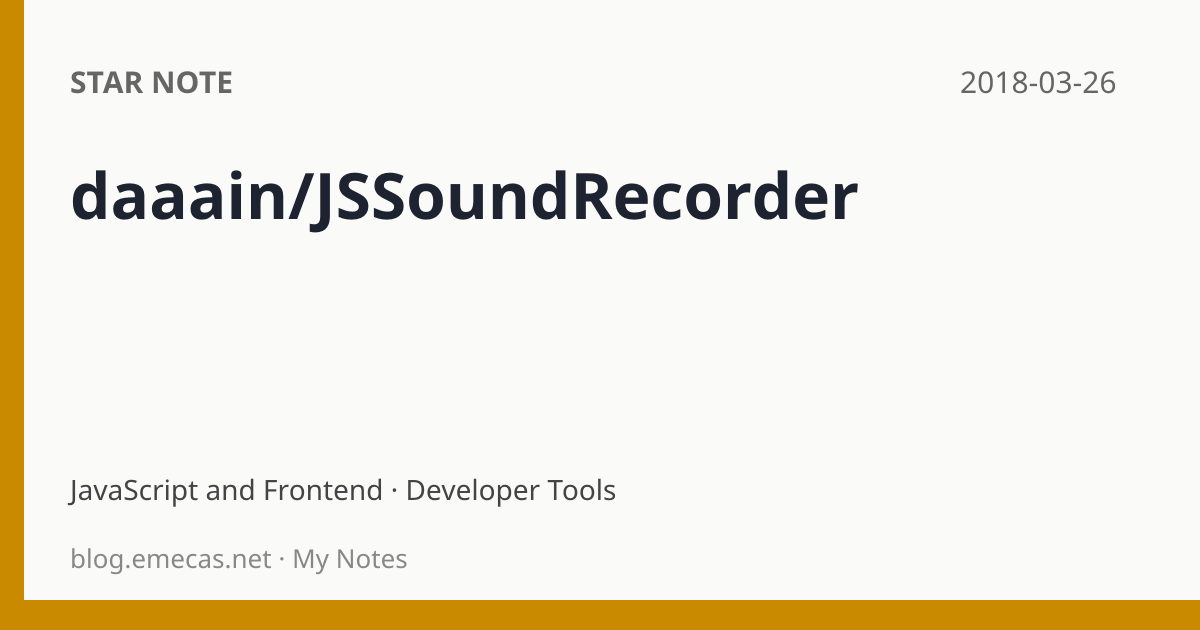 STAR NOTE
2018-03-26
daaain/JSSoundRecorder
JavaScript and Frontend · Developer Tools
blog.emecas.net · My Notes